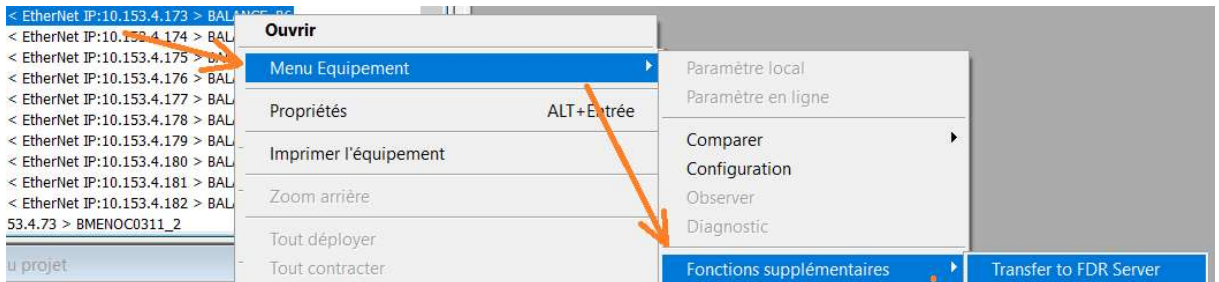 < EtherNet IP:10.153.4.173 > BALANCE_B6
< EtherNet IP:10.153.4.174 > BAL
< EtherNet IP:10.153.4.175 >
< EtherNet IP:10.153.4.176 > BAL
< EtherNet IP:10.153.4.177 > BAL
< EtherNet IP:10.153.4.178 > BAL
< EtherNet IP:10.153.4.179 > BAL
< EtherNet IP:10.153.4.180 > BAL
< EtherNet IP:10.153.4.181 > BAL
< EtherNet IP:10.153.4.182 > BAL
53.4.73 > BMENOC0311_2
u projet
Ouvrir
Menu Equipement
Propriétés ALT+Entrée
Imprimer l'équipement
Zoom arrière
Tout déployer
Tout contracter
Paramètre local
Paramètre en ligne
Comparer
Configuration
Observer
Diagnostic
Fonctions supplémentaires
Transfer to FDR Server